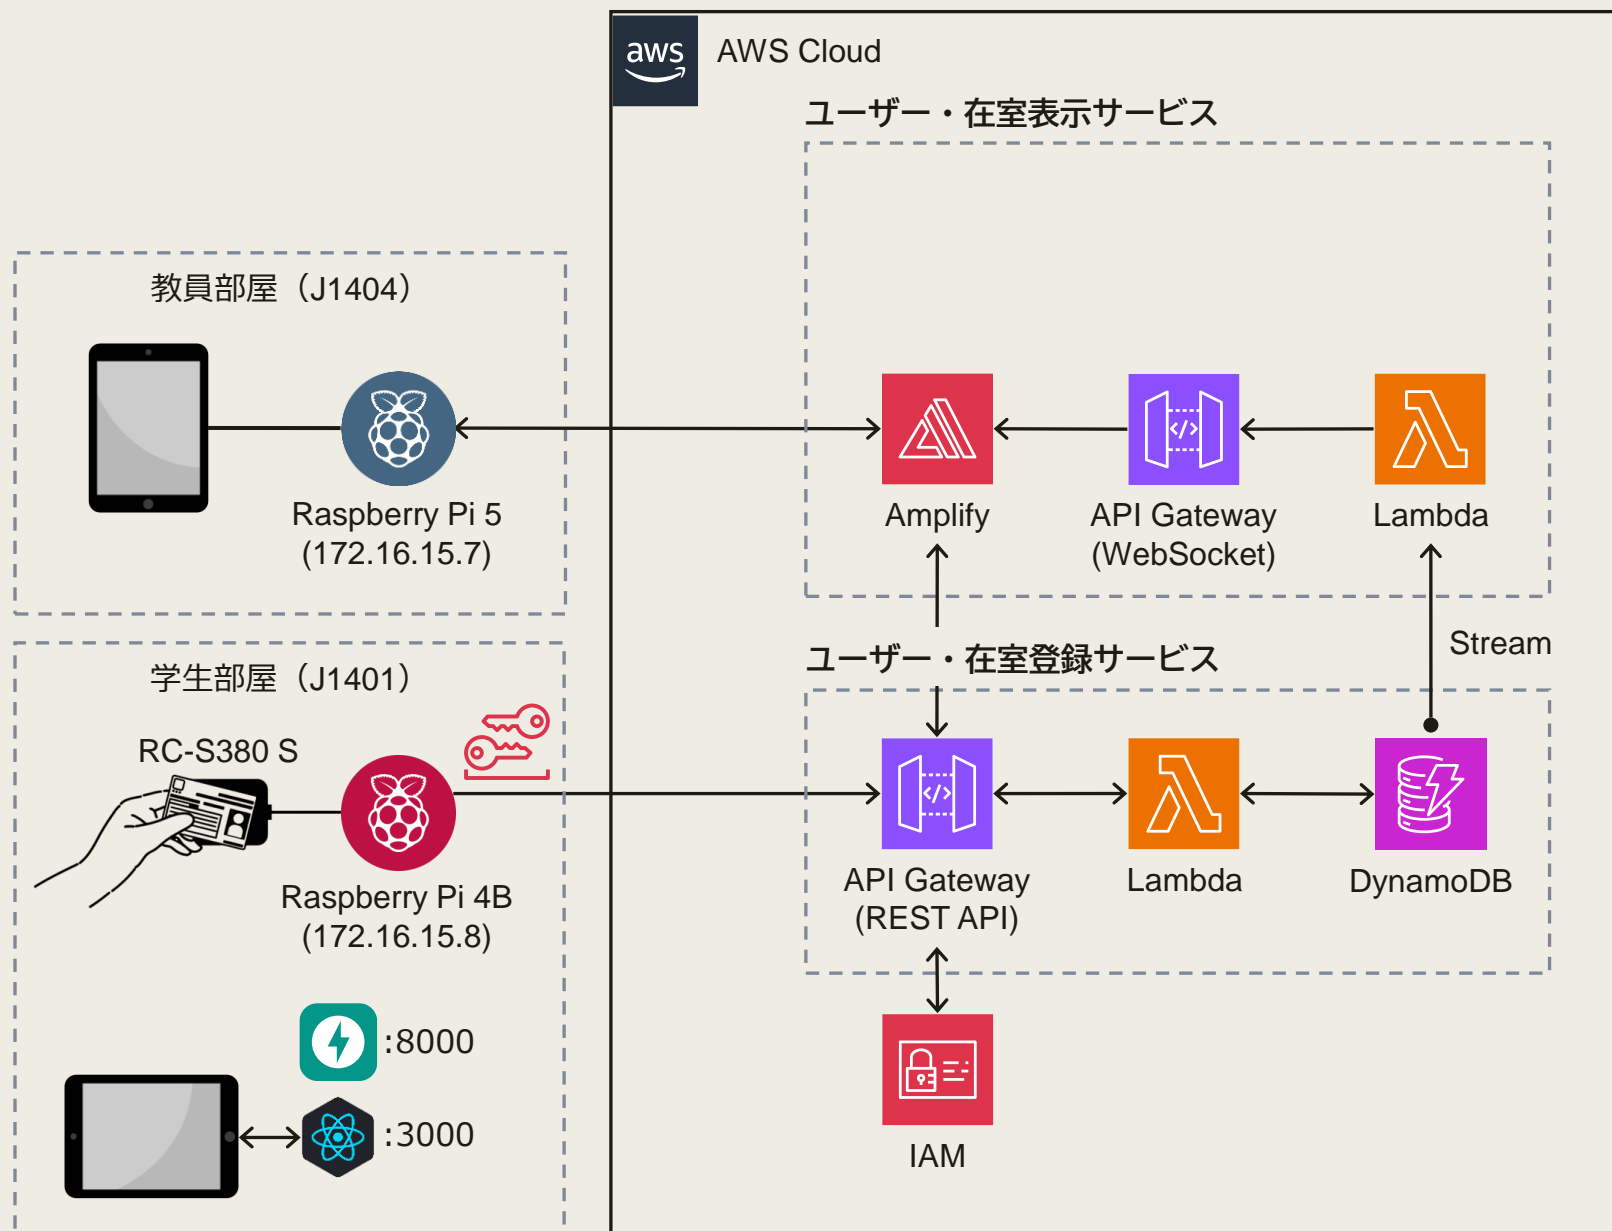 aws
AWS Cloud
ユーザー・在室表示サービス
教員部屋（J1404）
Raspberry Pi 5
(172.16.15.7)
Amplify
API Gateway
(WebSocket)
Lambda
Stream
学生部屋（J1401）
RC-S380 S
Raspberry Pi 4B
(172.16.15.8)
:8000
:3000
ユーザー・在室登録サービス
API Gateway
(REST API)
Lambda
DynamoDB
IAM